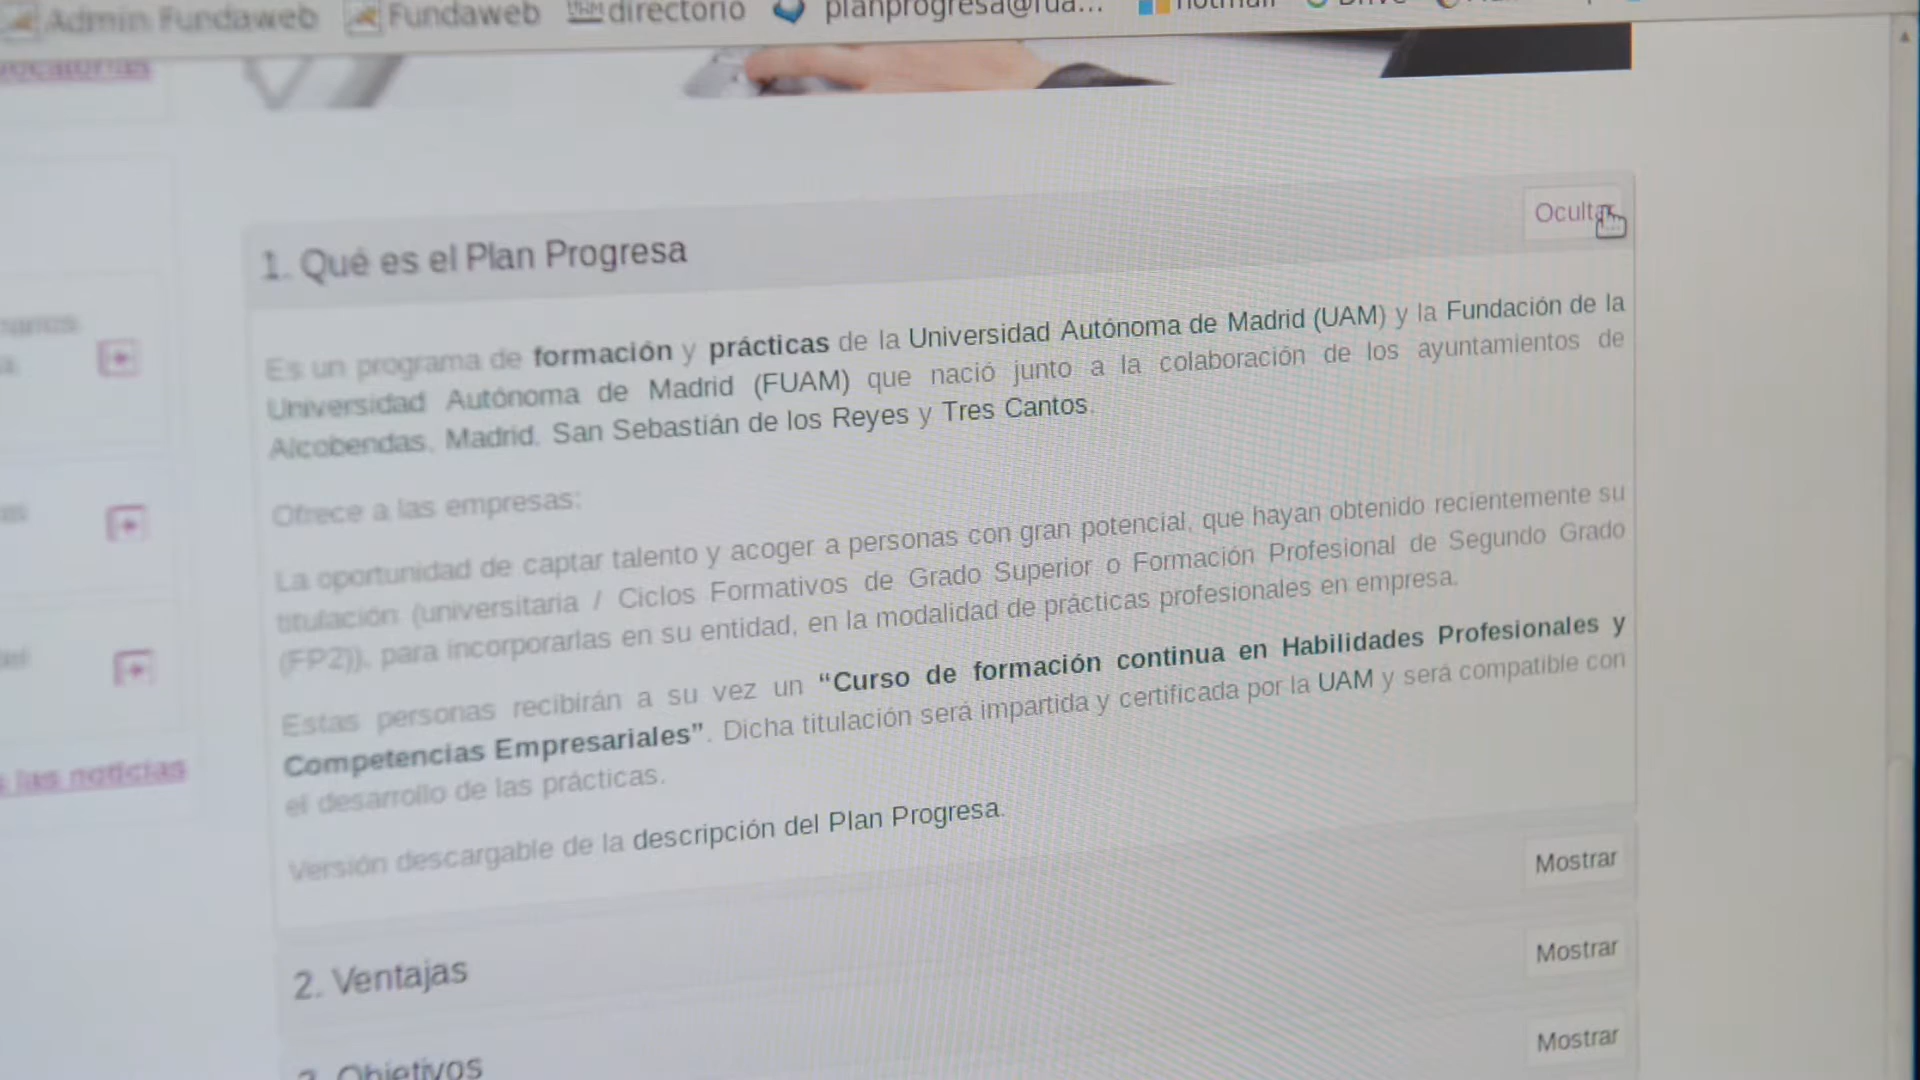 Admin Fundaweb Fundaweb directorio planprogresa@fua... hotmail Drive
Ocultar
1. Qué es el Plan Progresa
Es un programa de formación y prácticas de la Universidad Autónoma de Madrid (UAM) y la Fundación de la
Universidad Autónoma de Madrid (FUAM) que nació junto a la colaboración de los ayuntamientos de
Alcobendas, Madrid, San Sebastián de los Reyes y Tres Cantos.
Ofrece a las empresas:
La oportunidad de captar talento y acoger a personas con gran potencial, que hayan obtenido recientemente su
titulación (universitaria / Ciclos Formativos de Grado Superior o Formación Profesional de Segundo Grado
(FP2)), para incorporarlas en su entidad, en la modalidad de prácticas profesionales en empresa.
Estas personas recibirán a su vez un “Curso de formación continua en Habilidades Profesionales y
Competencias Empresariales”. Dicha titulación será impartida y certificada por la UAM y será compatible con
el desarrollo de las prácticas.
Versión descargable de la descripción del Plan Progresa.
las noticias
Mostrar
2. Ventajas
Mostrar
Objetivos
Mostrar